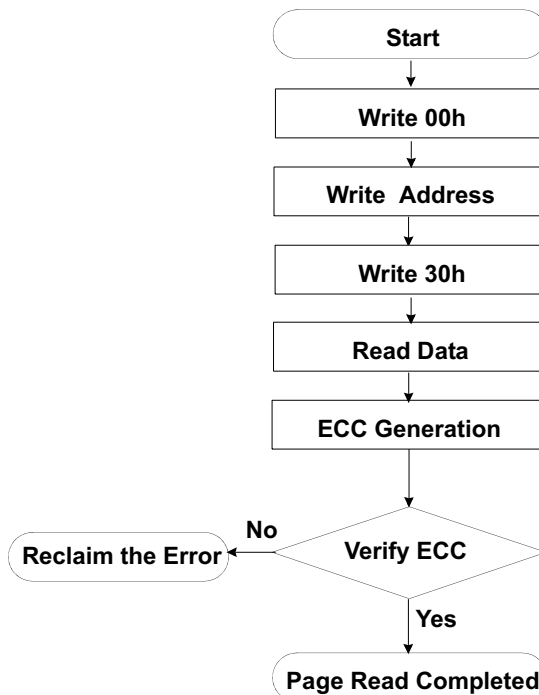 Start
Write 00h
Write Address
Write 30h
Read Data
ECC Generation
No
Reclaim the Error
Verify ECC
Yes
Page Read Completed